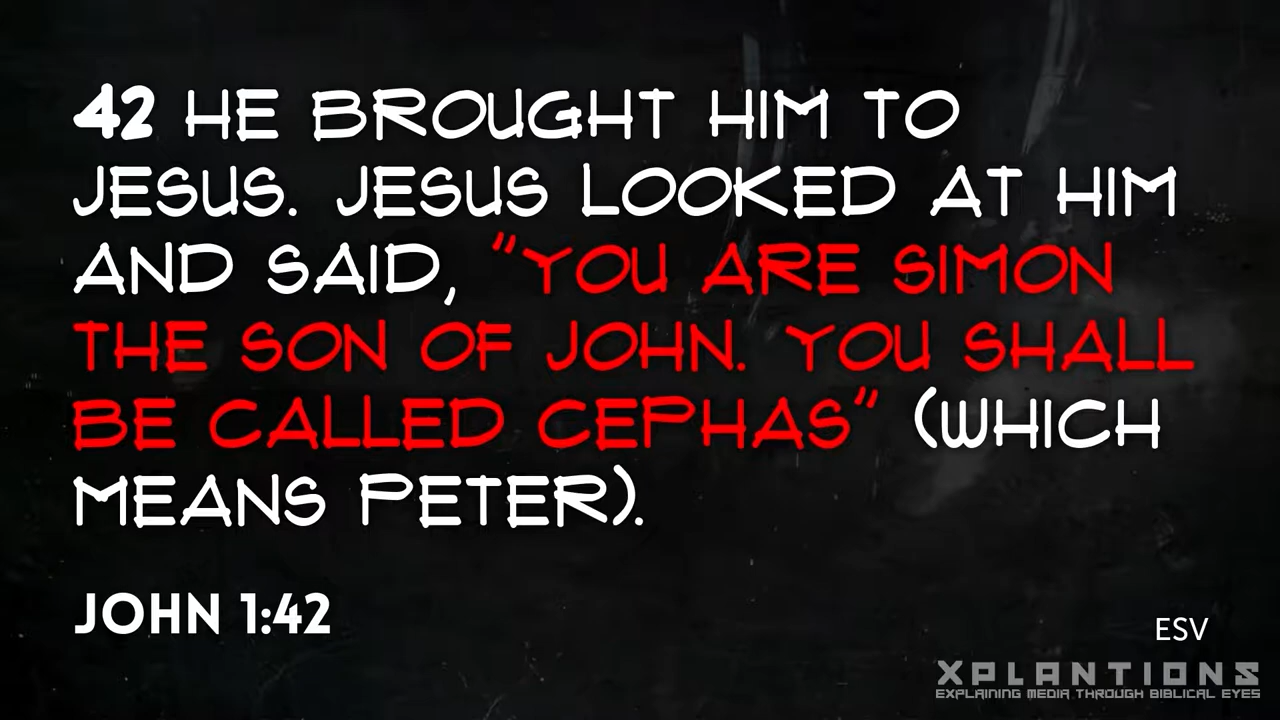 42 HE BROUGHT HIM TO
JESUS. JESUS LOOKED AT HIM
AND SAID, "YOU ARE SIMON
THE SON OF JOHN. YOU SHALL
BE CALLED CEPHAS" (WHICH
MEANS PETER).
JOHN 1:42
ESV
XPLANTIONS
EXPLAINING MEDIA THROUGH BIBLICAL EYES